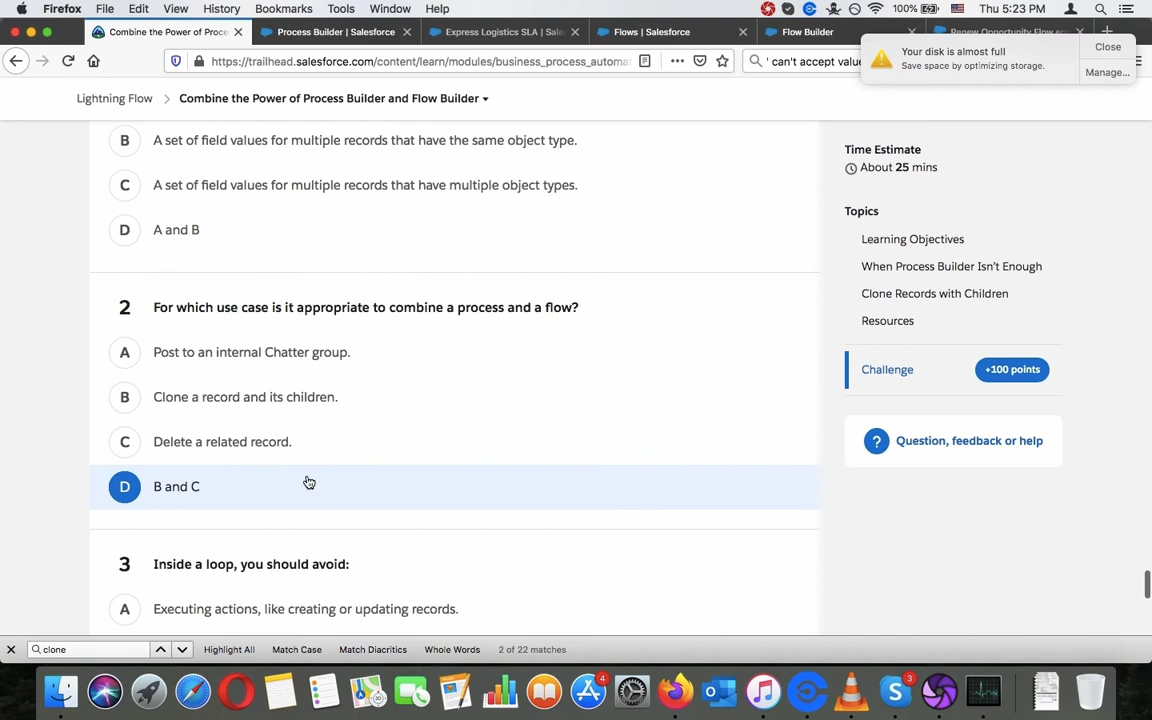 Firefox File Edit View History Bookmarks Tools Window Help 100% Thu 5:23 PM
Combine the Power of Proce Process Builder | Salesforce Express Logistics SLA | Sales Flows | Salesforce Flow Builder Renew Opportunity Flow
https://trailhead.salesforce.com/content/learn/modules/business_process_automat ' can't accept value
Your disk is almost full
Save space by optimizing storage.
Close
Manage...
Lightning Flow Combine the Power of Process Builder and Flow Builder
B A set of field values for multiple records that have the same object type.
C A set of field values for multiple records that have multiple object types.
D A and B
2 For which use case is it appropriate to combine a process and a flow?
A Post to an internal Chatter group.
B Clone a record and its children.
C Delete a related record.
D B and C
3 Inside a loop, you should avoid:
A Executing actions, like creating or updating records.
Time Estimate
About 25 mins
Topics
Learning Objectives
When Process Builder Isn't Enough
Clone Records with Children
Resources
Challenge +100 points
? Question, feedback or help
clone Highlight All Match Case Match Diacritics Whole Words 2 of 22 matches
4
3